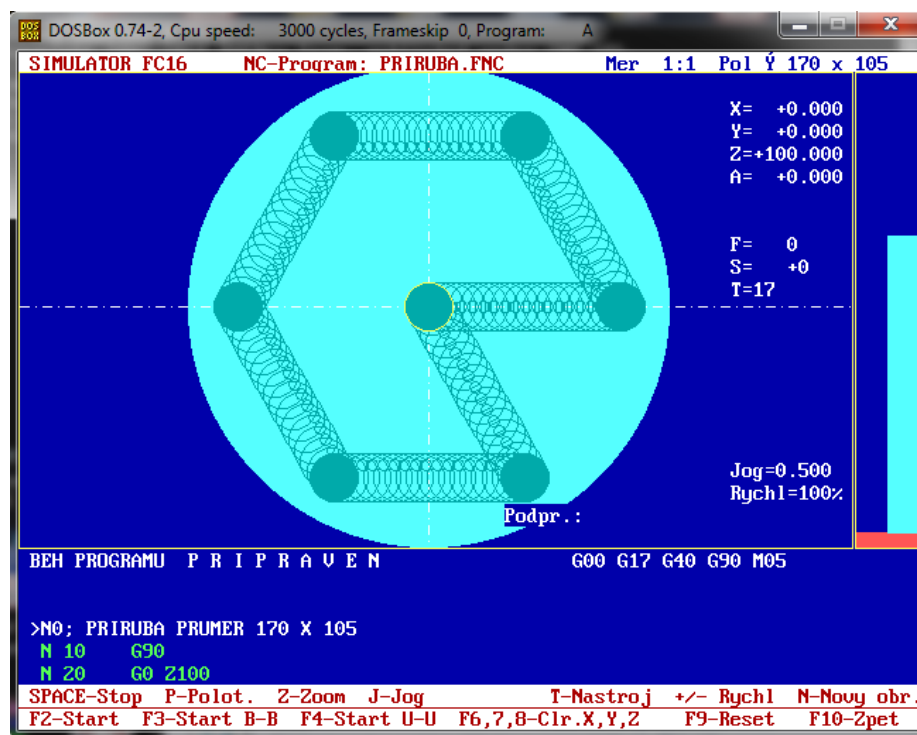 DOS BOX DOSBox 0.74-2, Cpu speed: 3000 cycles, Frameskip 0, Program: A
SIMULATOR FC16 NC-Program: PRIRUBA.FNC Mer 1:1 Pol Ý 170 x 105
X= +0.000
Y= +0.000
Z=+100.000
A= +0.000
F= 0
S= +0
T=17
Jog=0.500
Rychl=100%
Podpr.:
BEH PROGRAMU P R I P R A V E N G00 G17 G40 G90 M05
>N0; PRIRUBA PRUMER 170 X 105
N 10 G90
N 20 G0 Z100
SPACE-Stop P-Polot. Z-Zoom J-Jog T-Nastroj +/- Rychl N-Novy obr.
F2-Start F3-Start B-B F4-Start U-U F6,7,8-Clr.X,Y,Z F9-Reset F10-Zpet